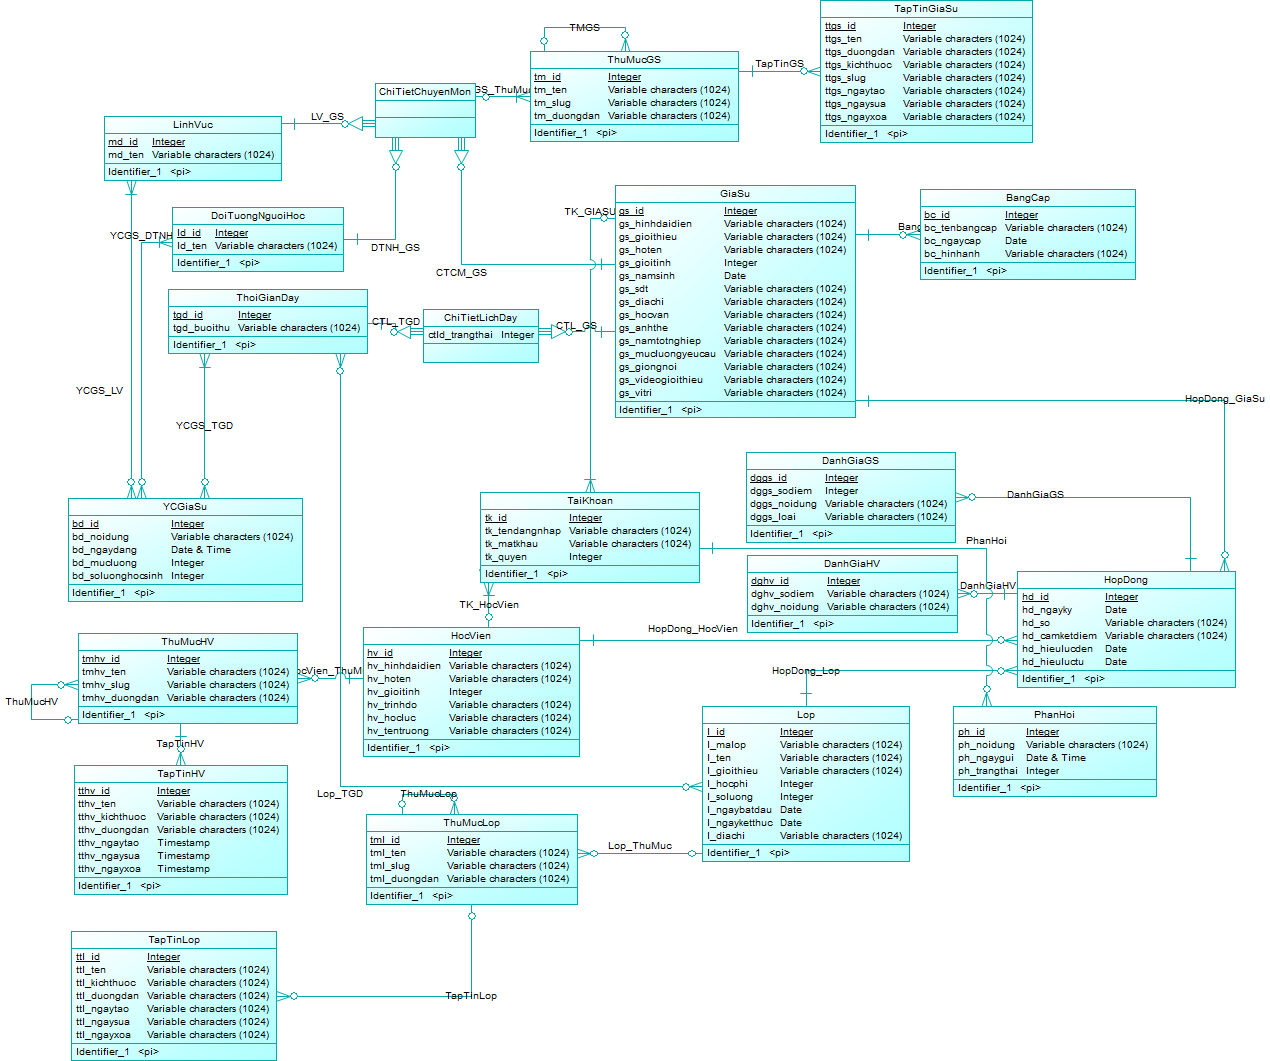 TapTinGiaSu
ttgs_id Integer
ttgs_ten Variable characters (1024)
ttgs_duongdan Variable characters (1024)
ttgs_kichthuoc Variable characters (1024)
ttgs_slug Variable characters (1024)
ttgs_ngaytao Variable characters (1024)
ttgs_ngaysua Variable characters (1024)
ttgs_ngayxoa Variable characters (1024)
Identifier_1 <pi>
TMGS
ThuMucGS
tm_id Integer
tm_ten Variable characters (1024)
tm_slug Variable characters (1024)
tm_duongdan Variable characters (1024)
Identifier_1 <pi>
TapTinGS
GS_ThuMu
ChiTietChuyenMon
LV_GS
LinhVuc
md_id Integer
md_ten Variable characters (1024)
Identifier_1 <pi>
DoiTuongNguoiHoc
ld_id Integer
ld_ten Variable characters (1024)
Identifier_1 <pi>
YCGS_DTNH
DTNH_GS
CTCM_GS
TK_GIASU
GiaSu
gs_id Integer
gs_hinhdaidien Variable characters (1024)
gs_gioithieu Variable characters (1024)
gs_hoten Variable characters (1024)
gs_gioitinh Integer
gs_namsinh Date
gs_sdt Variable characters (1024)
gs_diachi Variable characters (1024)
gs_hocvan Variable characters (1024)
gs_anhthe Variable characters (1024)
gs_namtotnghiep Variable characters (1024)
gs_mucluongyeucau Variable characters (1024)
gs_giongnoi Variable characters (1024)
gs_videogioithieu Variable characters (1024)
gs_vitri Variable characters (1024)
Identifier_1 <pi>
Bang
BangCap
bc_id Integer
bc_tenbangcap Variable characters (1024)
bc_ngaycap Date
bc_hinhanh Variable characters (1024)
Identifier_1 <pi>
ThoiGianDay
tgd_id Integer
tgd_buoithu Variable characters (1024)
Identifier_1 <pi>
CTL_TGD
ChiTietLichDay
ctld_trangthai Integer
CTL_GS
YCGS_LV
YCGS_TGD
HopDong_GiaSu
YCGiaSu
bd_id Integer
bd_noidung Variable characters (1024)
bd_ngaydang Date & Time
bd_mucluong Integer
bd_soluonghocsinh Integer
Identifier_1 <pi>
TaiKhoan
tk_id Integer
tk_tendangnhap Variable characters (1024)
tk_matkhau Variable characters (1024)
tk_quyen Integer
Identifier_1 <pi>
TK_HocVien
DanhGiaGS
dggs_id Integer
dggs_sodiem Integer
dggs_noidung Variable characters (1024)
dggs_loai Variable characters (1024)
Identifier_1 <pi>
DanhGiaGS
PhanHoi
DanhGiaHV
dghv_id Integer
dghv_sodiem Variable characters (1024)
dghv_noidung Variable characters (1024)
Identifier_1 <pi>
DanhGiaHV
HopDong
hd_id Integer
hd_ngayky Date
hd_so Variable characters (1024)
hd_camketdiem Variable characters (1024)
hd_hieulucden Date
hd_hieuluctu Date
Identifier_1 <pi>
HopDong_HocVien
HopDong_Lop
ThuMucHV
tmhv_id Integer
tmhv_ten Variable characters (1024)
tmhv_slug Variable characters (1024)
tmhv_duongdan Variable characters (1024)
Identifier_1 <pi>
ThuMucHV
ocVien_ThuM
HocVien
hv_id Integer
hv_hinhdaidien Variable characters (1024)
hv_hoten Variable characters (1024)
hv_gioitinh Integer
hv_trinhdo Variable characters (1024)
hv_hocluc Variable characters (1024)
hv_tentruong Variable characters (1024)
Identifier_1 <pi>
TapTinHV
TapTinHV
tthv_id Integer
tthv_ten Variable characters (1024)
tthv_kichthuoc Variable characters (1024)
tthv_duongdan Variable characters (1024)
tthv_ngaytao Timestamp
tthv_ngaysua Timestamp
tthv_ngayxoa Timestamp
Identifier_1 <pi>
Lop
l_id Integer
l_malop Variable characters (1024)
l_ten Variable characters (1024)
l_gioithieu Variable characters (1024)
l_hocphi Integer
l_soluong Integer
l_ngaybatdau Date
l_ngayketthuc Date
l_diachi Variable characters (1024)
Identifier_1 <pi>
PhanHoi
ph_id Integer
ph_noidung Variable characters (1024)
ph_ngaygui Date & Time
ph_trangthai Integer
Identifier_1 <pi>
Lop_TGD
ThuMucLop
ThuMucLop
tml_id Integer
tml_ten Variable characters (1024)
tml_slug Variable characters (1024)
tml_duongdan Variable characters (1024)
Identifier_1 <pi>
Lop_ThuMuc
TapTinLop
ttl_id Integer
ttl_ten Variable characters (1024)
ttl_kichthuoc Variable characters (1024)
ttl_duongdan Variable characters (1024)
ttl_ngaytao Variable characters (1024)
ttl_ngaysua Variable characters (1024)
ttl_ngayxoa Variable characters (1024)
Identifier_1 <pi>
TapTInLop